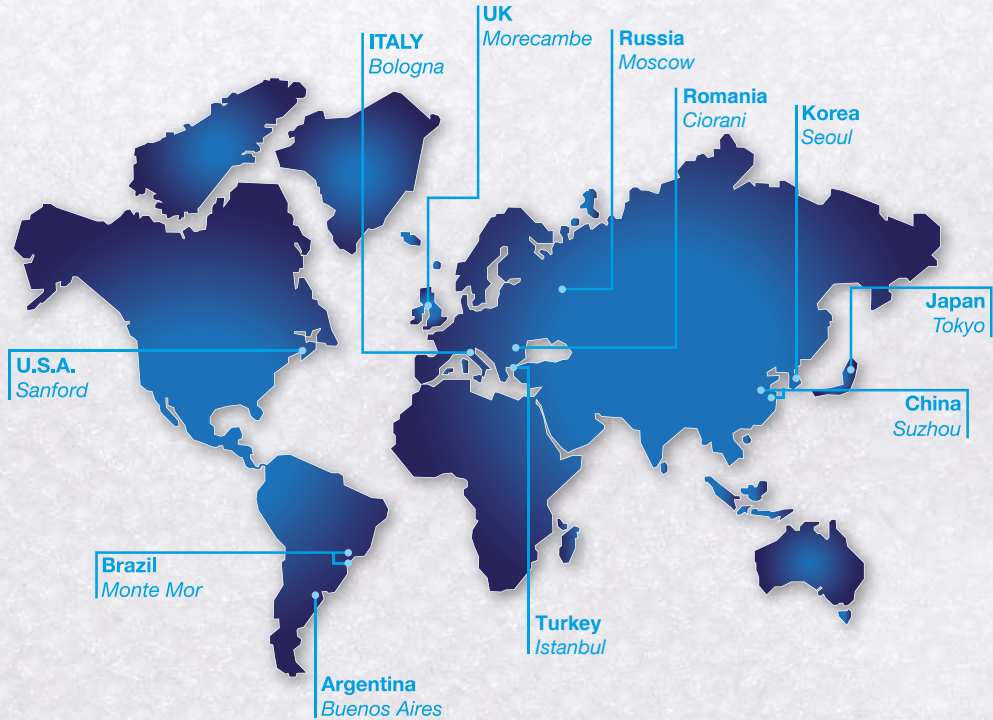 UK
Morecambe
ITALY
Bologna
Russia
Moscow
Romania
Ciorani
Korea
Seoul
Japan
Tokyo
U.S.A.
Sanford
China
Suzhou
Brazil
Monte Mor
Turkey
Istanbul
Argentina
Buenos Aires